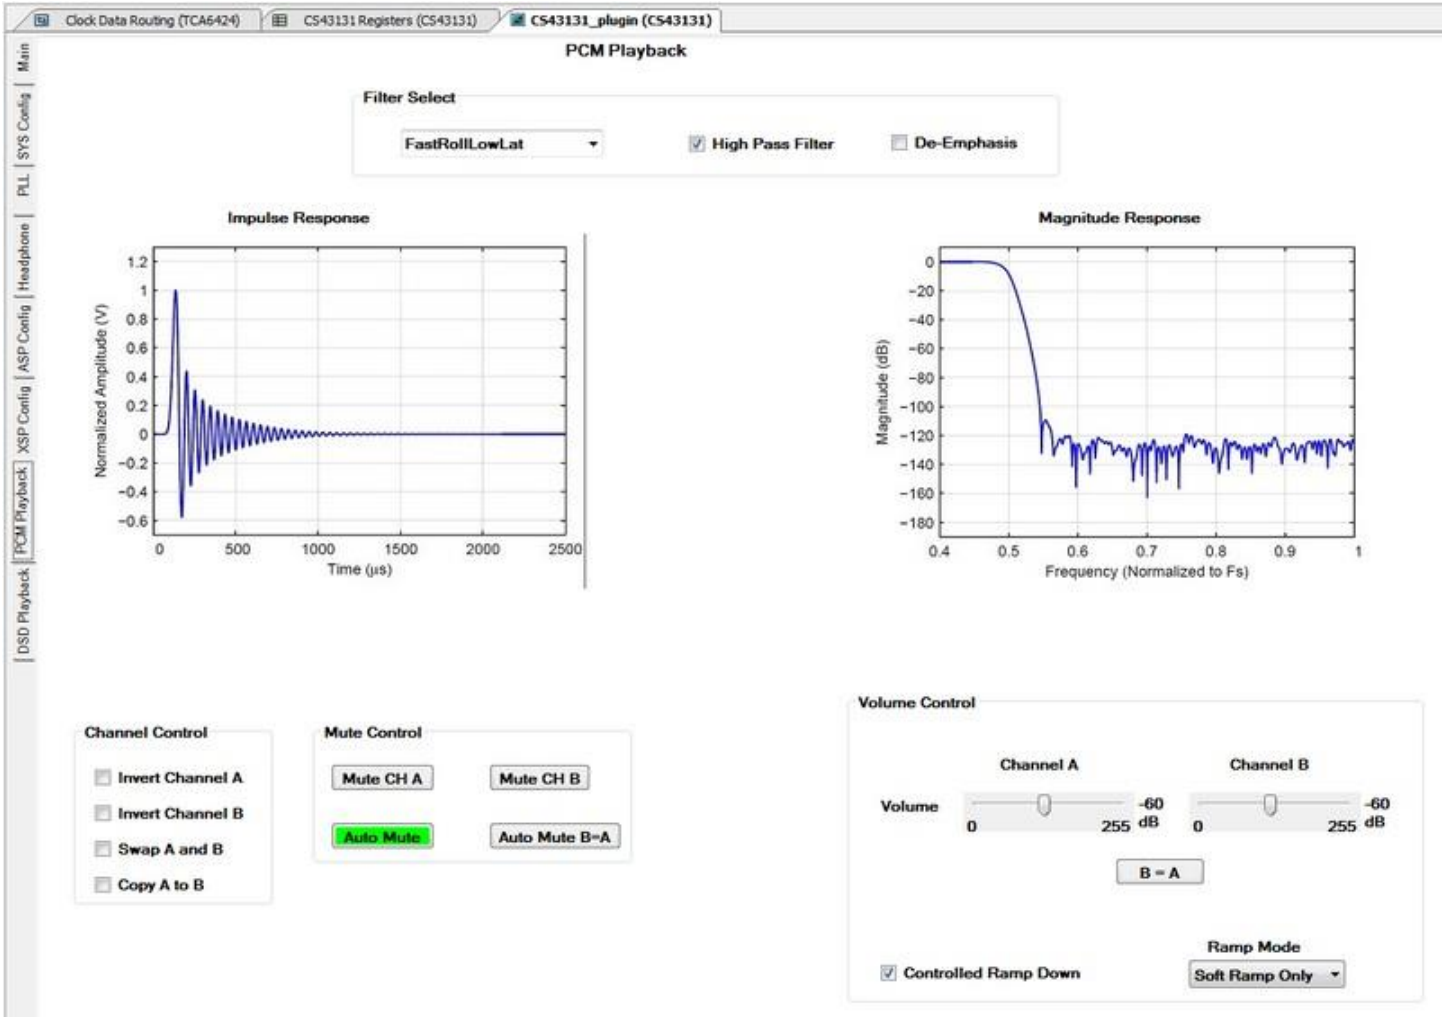 Clock Data Routing (TCA6424)
CS43131 Registers (CS43131)
CS43131_plugin (CS43131)
Main
SYS Config
PLL
Headphone
ASP Config
XSP Config
PCM Playback
DSD Playback
PCM Playback
Filter Select
FastRollLowLat
High Pass Filter
De-Emphasis
Impulse Response
Normalized Amplitude (V)
1.2
1
0.8
0.6
0.4
0.2
0
−0.2
−0.4
−0.6
0 500 1000 1500 2000 2500
Time (µs)
Magnitude Response
Magnitude (dB)
0
−20
−40
−60
−80
−100
−120
−140
−160
−180
0.4 0.5 0.6 0.7 0.8 0.9 1
Frequency (Normalized to Fs)
Channel Control
Invert Channel A
Invert Channel B
Swap A and B
Copy A to B
Mute Control
Mute CH A
Mute CH B
Auto Mute
Auto Mute B=A
Volume Control
Channel A
Channel B
Volume
0 255
-60
dB
0 255
-60
dB
B = A
Controlled Ramp Down
Ramp Mode
Soft Ramp Only